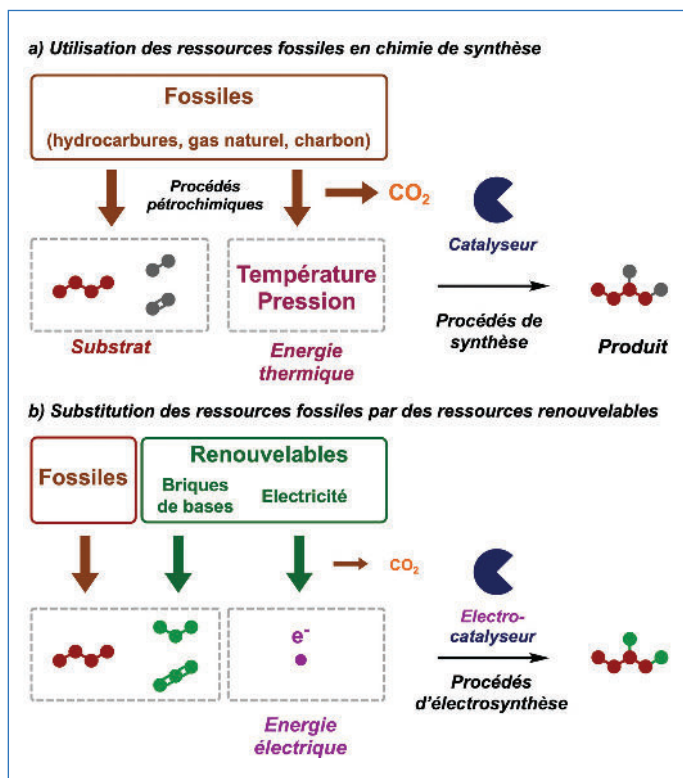 a) Utilisation des ressources fossiles en chimie de synthèse
Fossiles
(hydrocarbures, gas naturel, charbon)
Procédés
pétrochimiques
CO₂
Catalyseur
Température
Pression
Substrat
Energie
thermique
Procédés de
synthèse
Produit
b) Substitution des ressources fossiles par des ressources renouvelables
Fossiles
Renouvelables
Briques
de bases
Electricité
CO₂
e⁻
Electro-
catalyseur
Procédés
d'électrosynthèse
Energie
électrique